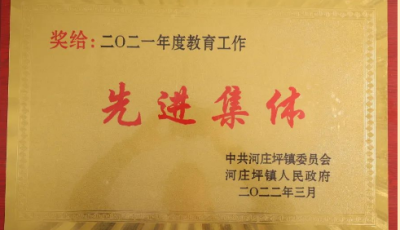 奖给：二〇二一年度教育工作
先进集体
中共河庄坪镇委员会
河庄坪镇人民政府
二〇二二年三月